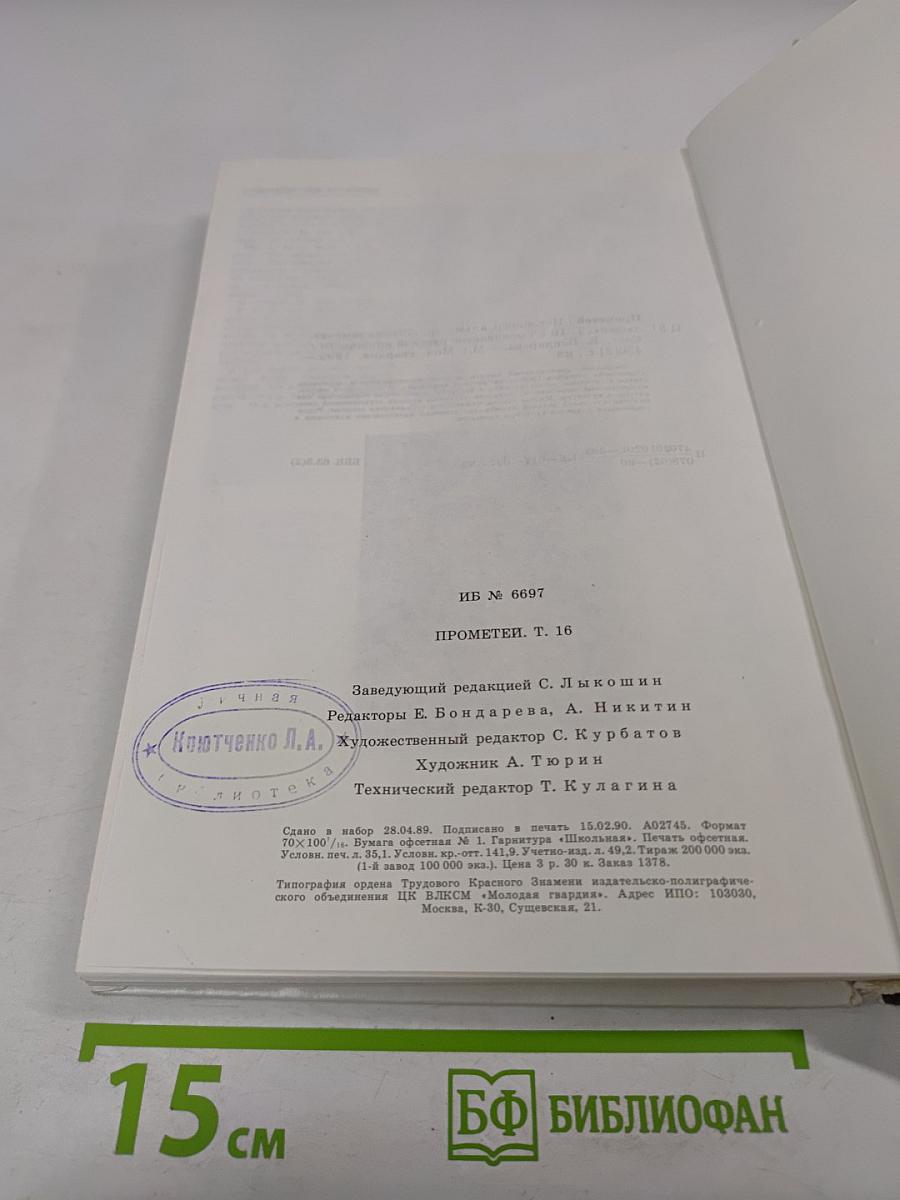 ИБ № 6697
ПРОМЕТЕЙ. Т. 16
Заведующий редакцией С. Лыкошин
Редакторы Е. Бондарева, А. Никитин
Художественный редактор С. Курбатов
Художник А. Тюрин
Технический редактор Т. Кулагина
личная
Клютченко Л.А.
библиотека
Сдано в набор 28.04.89. Подписано в печать 15.02.90. А02745. Формат
70×100¹/₁₆. Бумага офсетная № 1. Гарнитура «Школьная». Печать офсетная.
Условн. печ. л. 35,1. Условн. кр.-отт. 141,9. Учетно-изд. л. 49,2. Тираж 200 000 экз.
(1-й завод 100 000 экз.). Цена 3 р. 30 к. Заказ 1378.
Типография ордена Трудового Красного Знамени издательско-полиграфиче-
ского объединения ЦК ВЛКСМ «Молодая гвардия». Адрес ИПО: 103030,
Москва, К-30, Сущевская, 21.
15 см
БФ БИБЛИОФАН